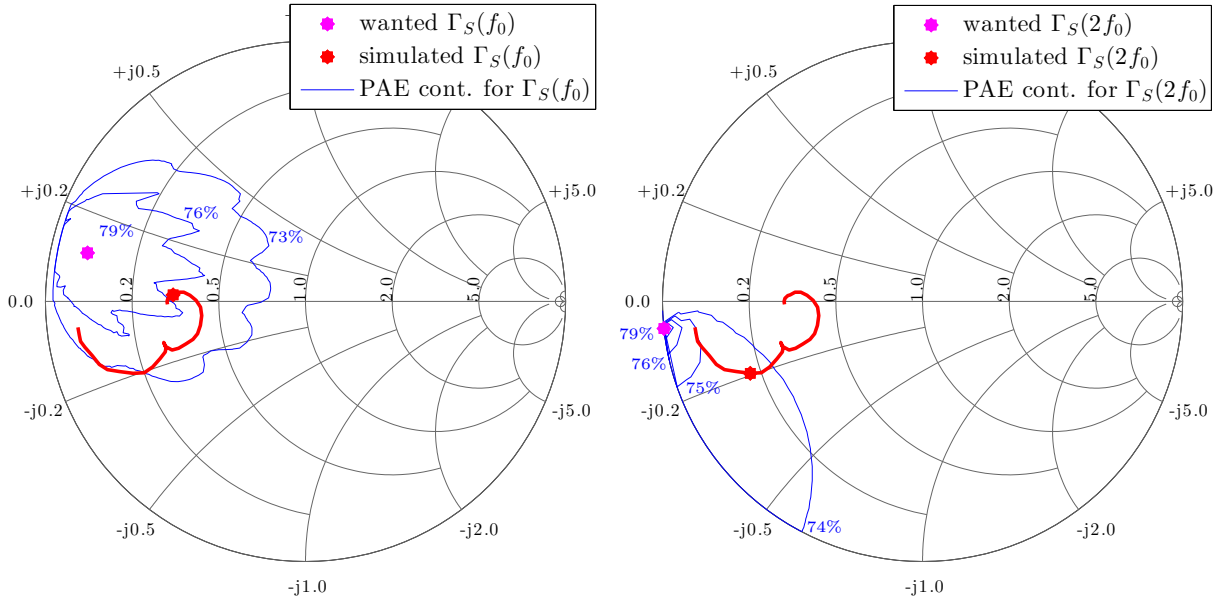 wanted Γ_S(f_0)
simulated Γ_S(f_0)
PAE cont. for Γ_S(f_0)
+j0.5
+j0.2
+j5.0
76%
79%
73%
0.0
0.2
0.5
1.0
2.0
5.0
-j0.2
-j5.0
-j0.5
-j2.0
-j1.0
wanted Γ_S(2f_0)
simulated Γ_S(2f_0)
PAE cont. for Γ_S(2f_0)
+j0.5
+j0.2
+j5.0
0.0
0.2
0.5
1.0
2.0
5.0
79%
76%
75%
-j0.2
-j5.0
74%
-j0.5
-j2.0
-j1.0